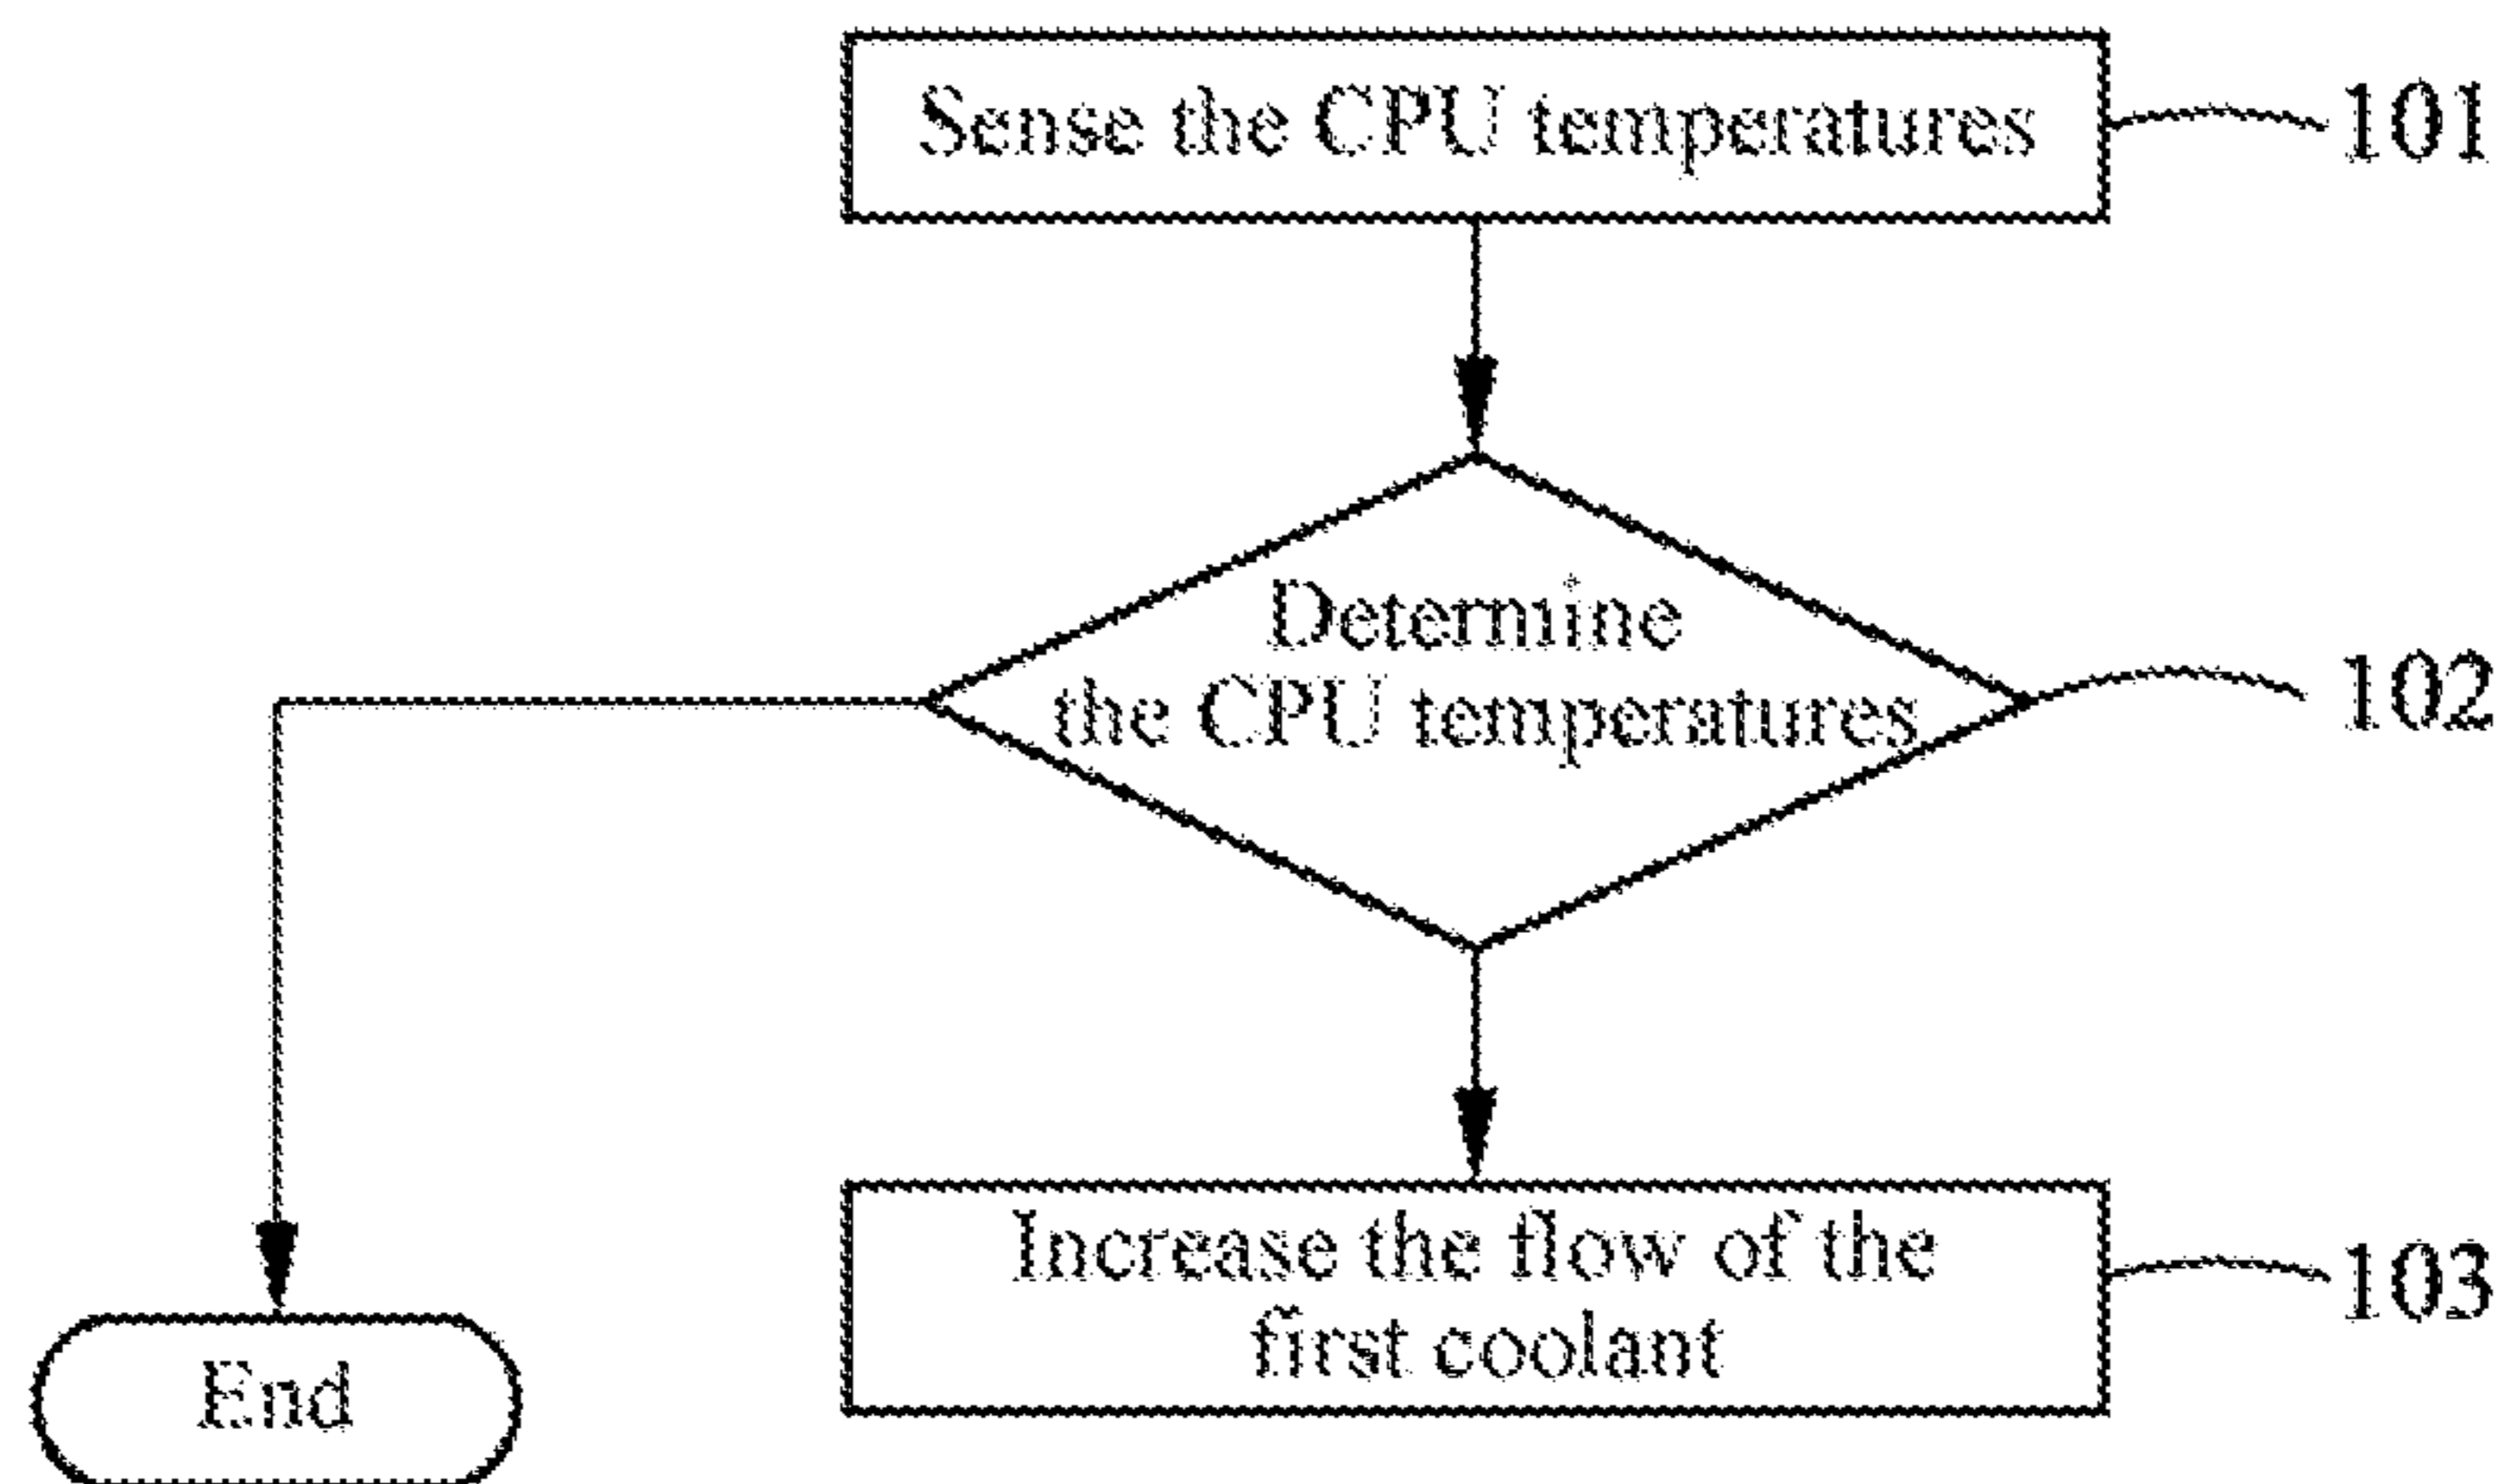 Sense the CPU temperatures
101
Determine
the CPU temperatures
102
Increase the flow of the
first coolant
103
End